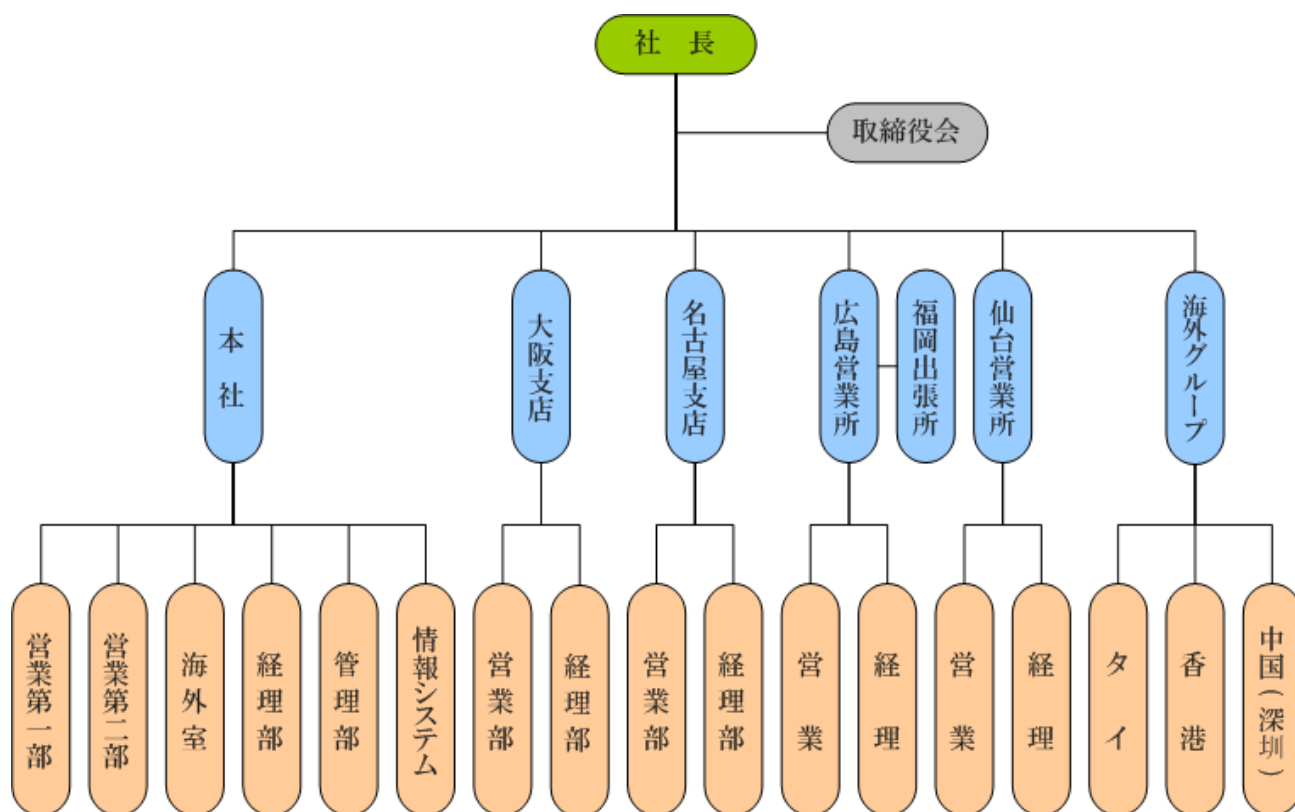 社長
取締役会
本社
大阪支店
名古屋支店
広島営業所
福岡出張所
仙台営業所
海外グループ
営業第一部
営業第二部
海外室
経理部
管理部
情報システム
営業部
経理部
営業部
経理部
営業
経理
営業
経理
タイ
香港
中国(深圳)